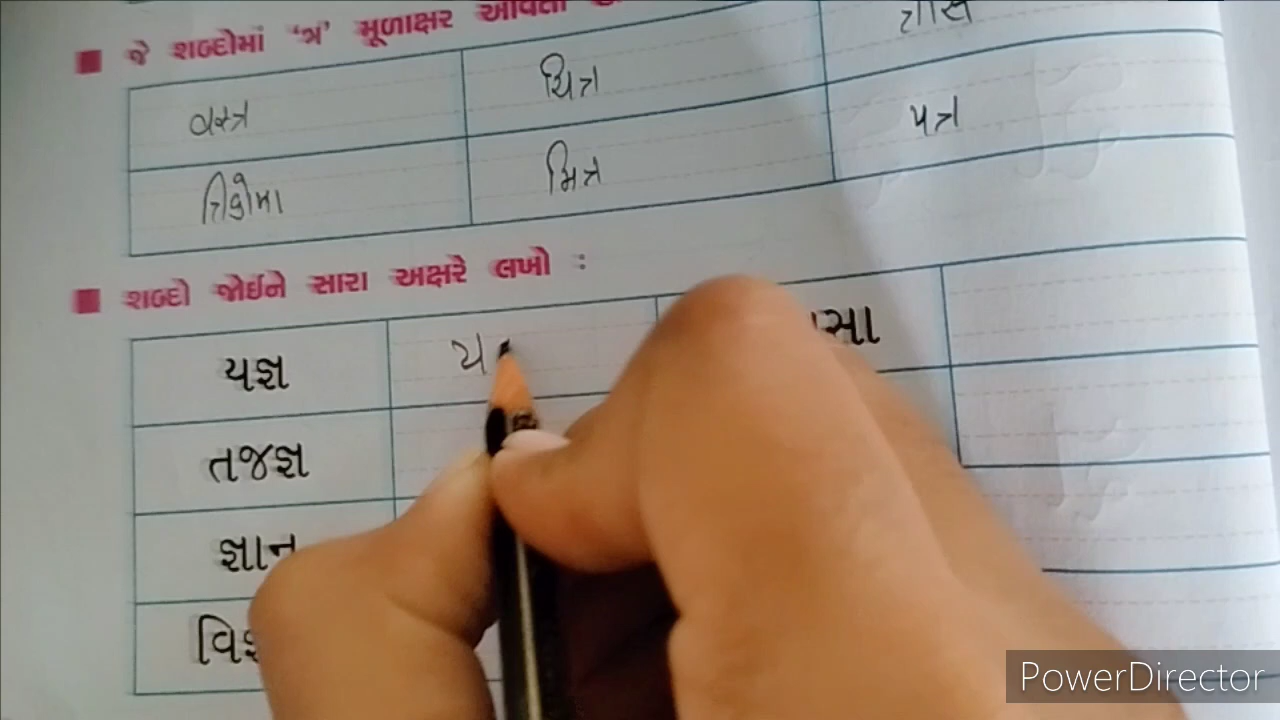 જે શબ્દોમાં ‘ત્ર’ મૂળાક્ષર આવતો
વસ્ત્ર ચિત્ર ત્રાસ
ત્રિકોમા મિત્ર પત્ર
શબ્દો જોઈને સારા અક્ષરે લખો :
યજ્ઞ ય
તજજ્ઞ
જ્ઞાન
PowerDirector